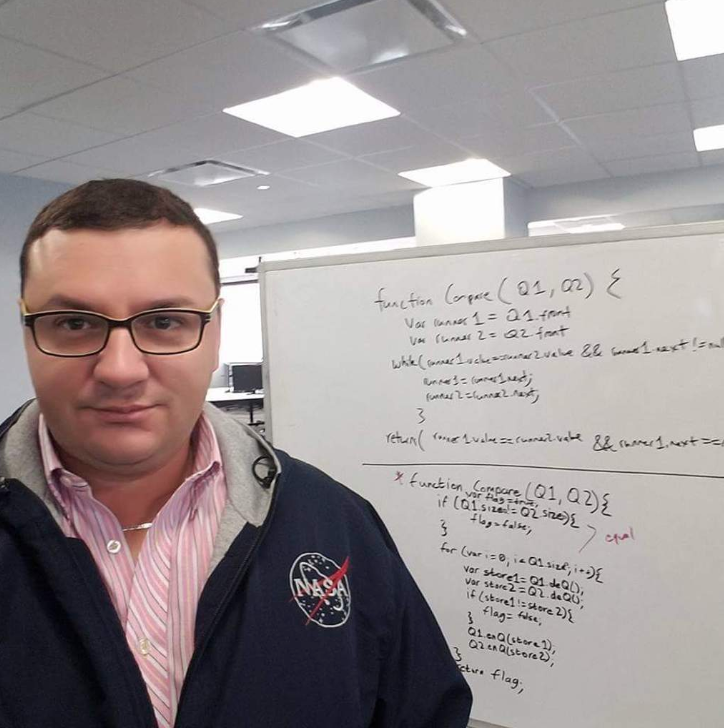 function Compare(Q1, Q2) {
Var runner1 = Q1.front
Var runner2 = Q2.front
while(runner1.value==runner2.value && runner1.next !=null
runner1=runner1.next;
runner2=runner2.next;
}
return( runner1.value==runner2.value && runner1.next==
* function Compare(Q1, Q2){
var flag=true;
if (Q1.size!=Q2.size){
flag=false;
}
equal
for (var i=0; i<Q1.size; i++){
var store1=Q1.deQ();
var store2=Q2.deQ();
if (store1!=store2){
flag=false;
}
Q1.enQ(store1);
Q2.enQ(store2);
}
return flag;
NASA